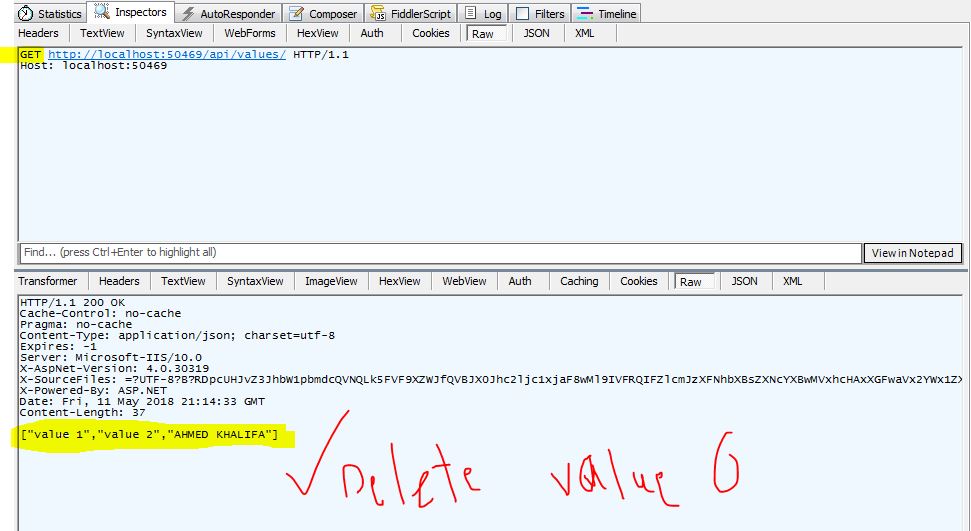 Statistics Inspectors AutoResponder Composer FiddlerScript Log Filters Timeline
Headers TextView SyntaxView WebForms HexView Auth Cookies Raw JSON XML
GET http://localhost:50469/api/values/ HTTP/1.1
Host: localhost:50469
Find... (press Ctrl+Enter to highlight all) View in Notepad
Transformer Headers TextView SyntaxView ImageView HexView WebView Auth Caching Cookies Raw JSON XML
HTTP/1.1 200 OK
Cache-Control: no-cache
Pragma: no-cache
Content-Type: application/json; charset=utf-8
Expires: -1
Server: Microsoft-IIS/10.0
X-AspNet-Version: 4.0.30319
X-SourceFiles:
X-Powered-By: ASP.NET
Date: Fri, 11 May 2018 21:14:33 GMT
Content-Length: 37
["value 1","value 2","AHMED KHALIFA"]
Delete value 0